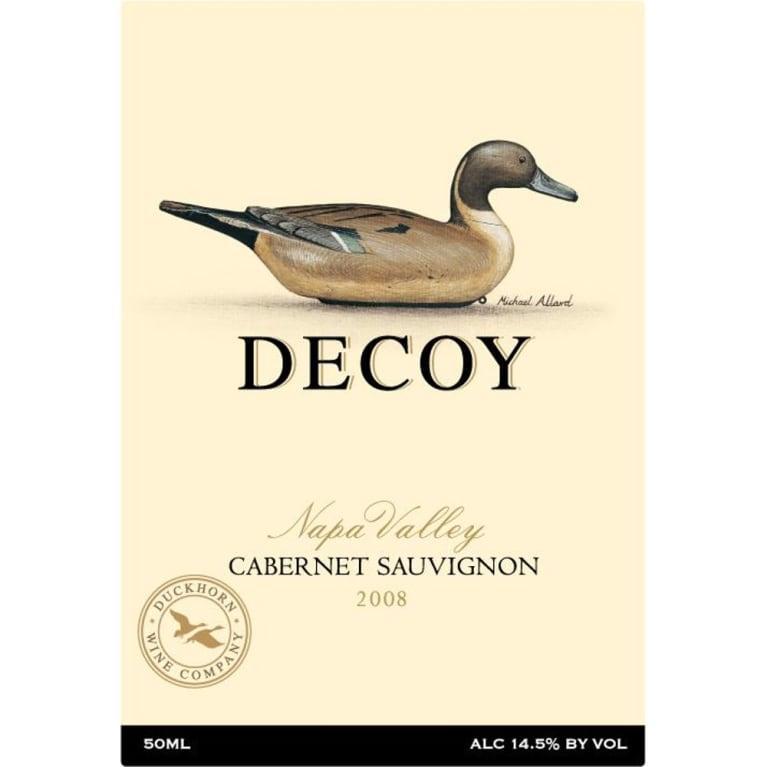 Michael Allard
DECOY
Napa Valley
CABERNET SAUVIGNON
2008
DUCKHORN
WINE COMPANY
50ML
ALC 14.5% BY VOL